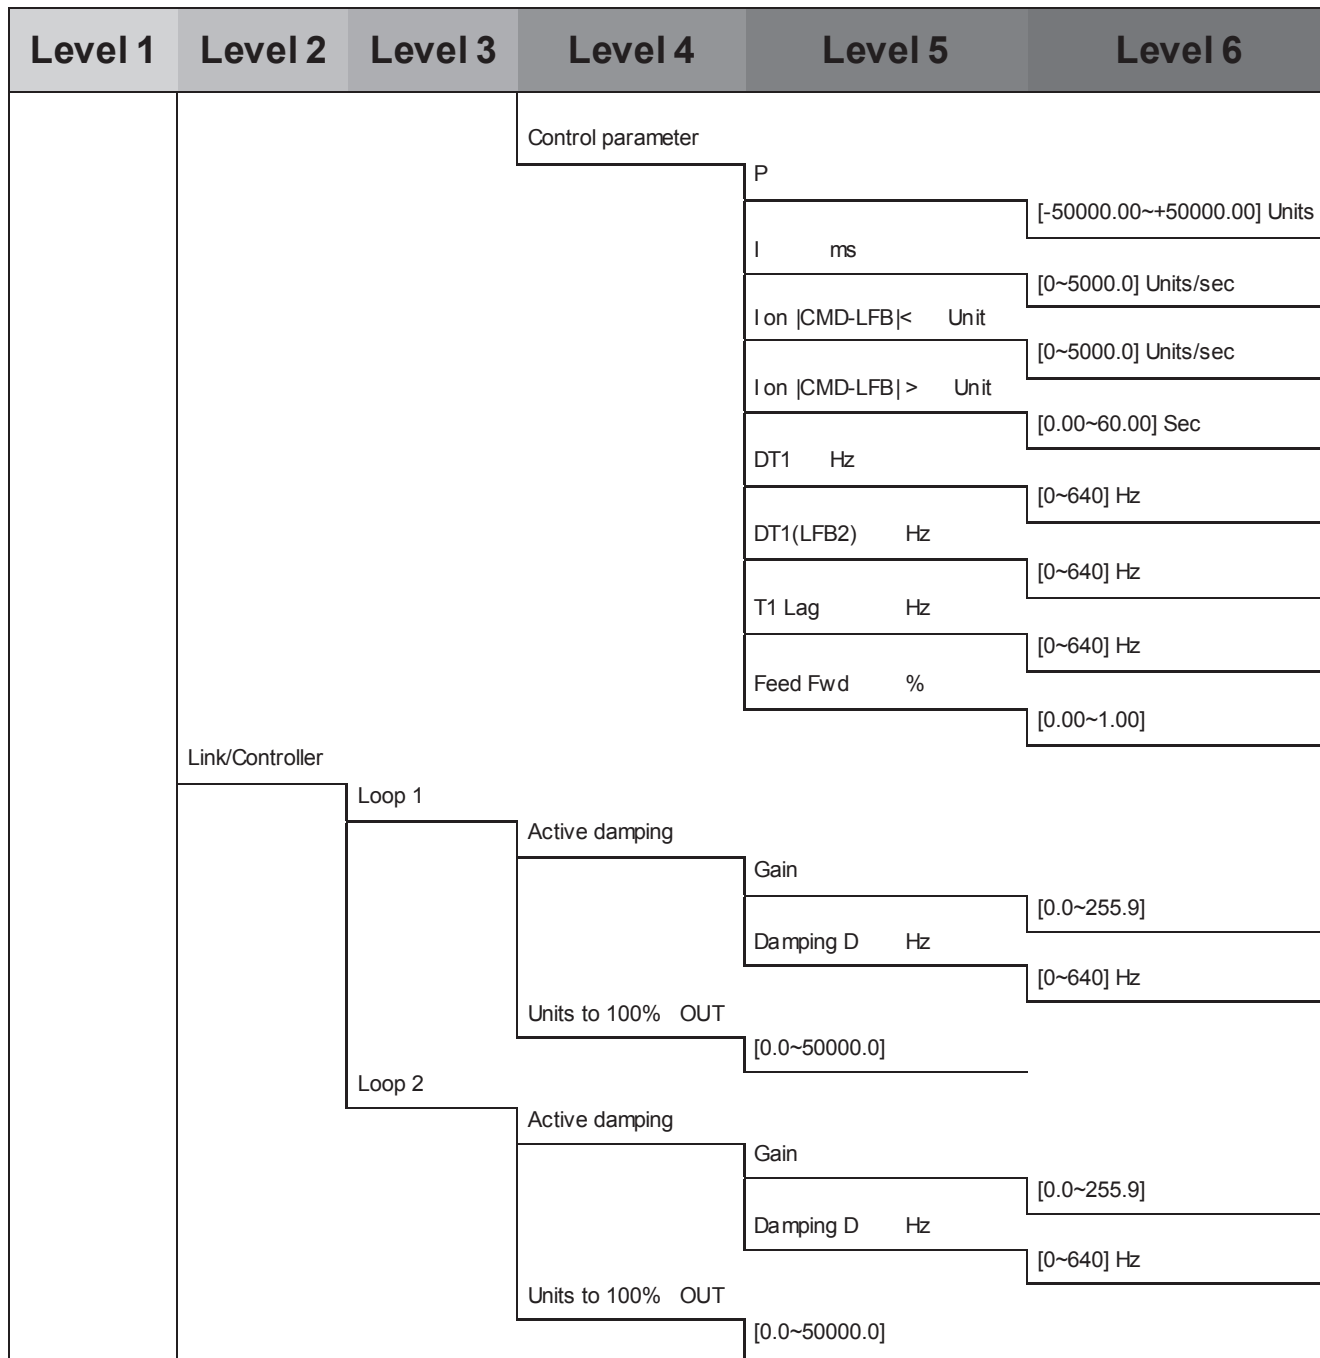 Level 1 Level 2 Level 3 Level 4 Level 5 Level 6
Control parameter
P
[-50000.00~+50000.00] Units
I ms
[0~5000.0] Units/sec
I on |CMD-LFB|< Unit
[0~5000.0] Units/sec
I on |CMD-LFB| > Unit
[0.00~60.00] Sec
DT1 Hz
[0~640] Hz
DT1(LFB2) Hz
[0~640] Hz
T1 Lag Hz
[0~640] Hz
Feed Fwd %
[0.00~1.00]
Link/Controller
Loop 1
Active damping
Gain
[0.0~255.9]
Damping D Hz
[0~640] Hz
Units to 100% OUT
[0.0~50000.0]
Loop 2
Active damping
Gain
[0.0~255.9]
Damping D Hz
[0~640] Hz
Units to 100% OUT
[0.0~50000.0]